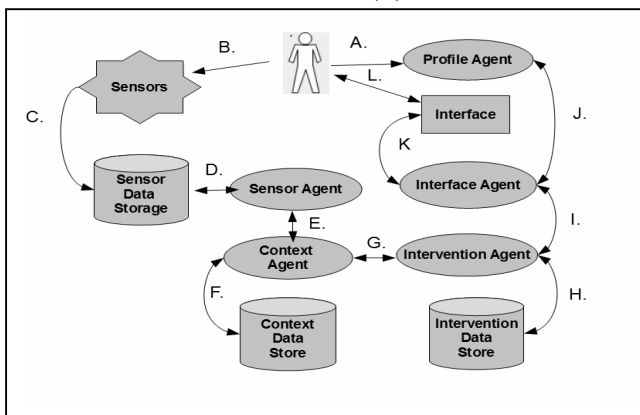 B.
A.
Profile Agent
L.
Sensors
C.
Interface
J.
K
D.
Sensor
Data
Storage
Sensor Agent
Interface Agent
E.
I.
Context
Agent
G.
Intervention Agent
F.
H.
Context
Data
Store
Intervention
Data
Store